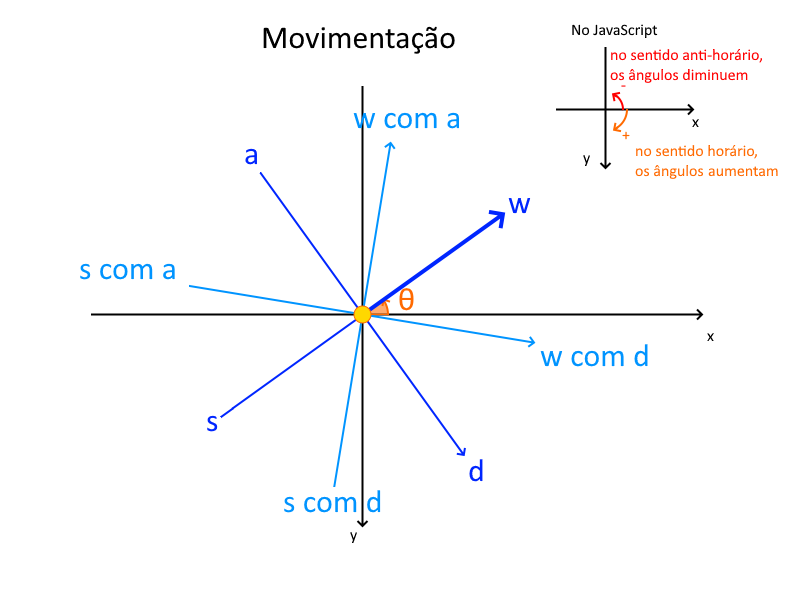 Movimentação
No JavaScript
no sentido anti-horário,
os ângulos diminuem
-
x
+
y
no sentido horário,
os ângulos aumentam
w com a
a
w
s com a
θ
x
w com d
s
d
s com d
y